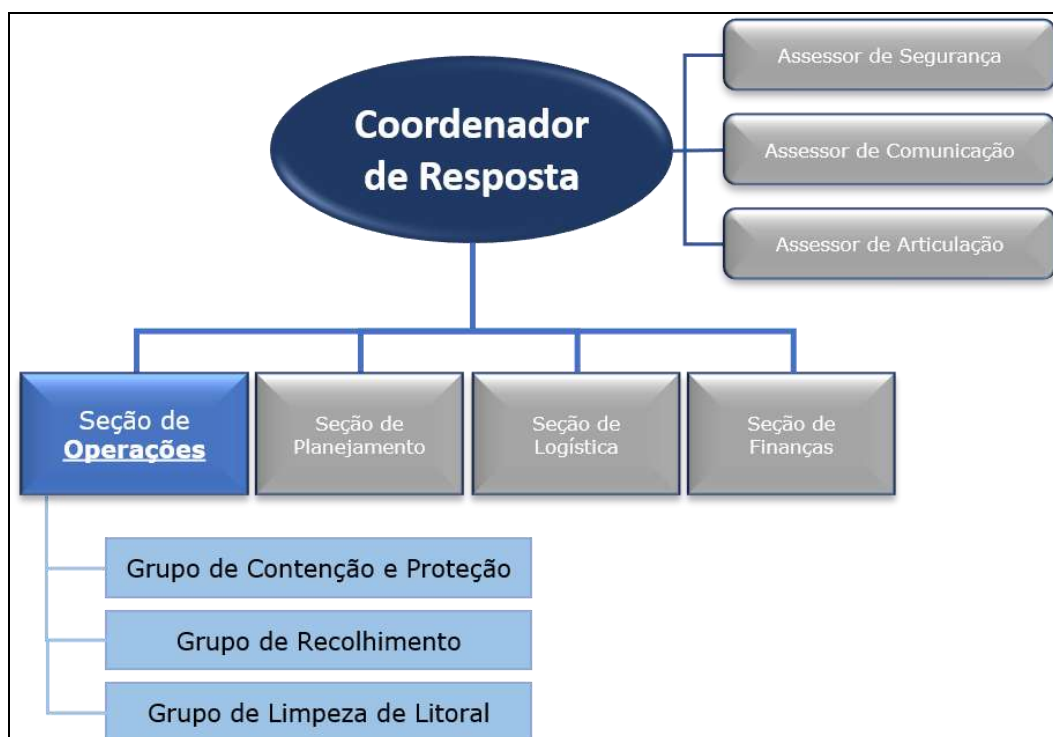 Assessor de Segurança
Coordenador
de Resposta
Assessor de Comunicação
Assessor de Articulação
Seção de
Operações
Seção de
Planejamento
Seção de
Logística
Seção de
Finanças
Grupo de Contenção e Proteção
Grupo de Recolhimento
Grupo de Limpeza de Litoral